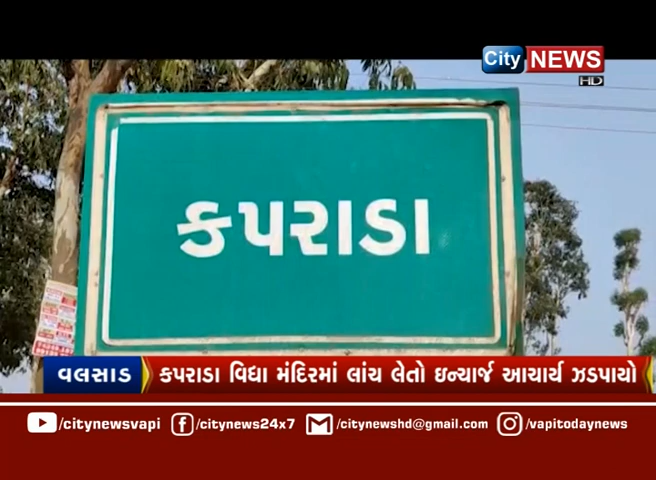 City NEWS
HD
કપરાડા
વલસાડ
કપરાડા વિદ્યા મંદિરમાં લાંચ લેતો ઇન્ચાર્જ આચાર્ય ઝડપાયો
/citynewsvapi /citynews24x7 /citynewshd@gmail.com /vapitodaynews